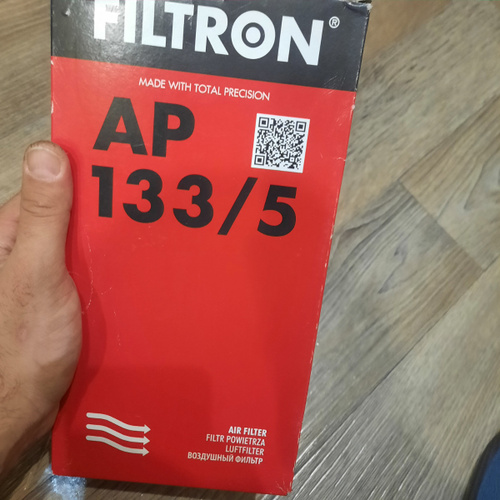 FILTRON®
MADE WITH TOTAL PRECISION
AP
133/5
AIR FILTER
FILTR POWIETRZA
LUFTFILTER
ВОЗДУШНЫЙ ФИЛЬТР